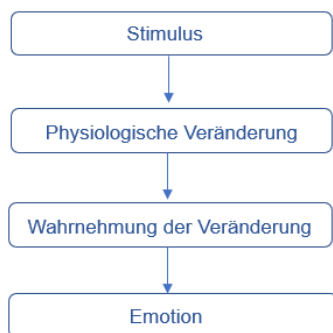 Stimulus
Physiologische Veränderung
Wahrnehmung der Veränderung
Emotion